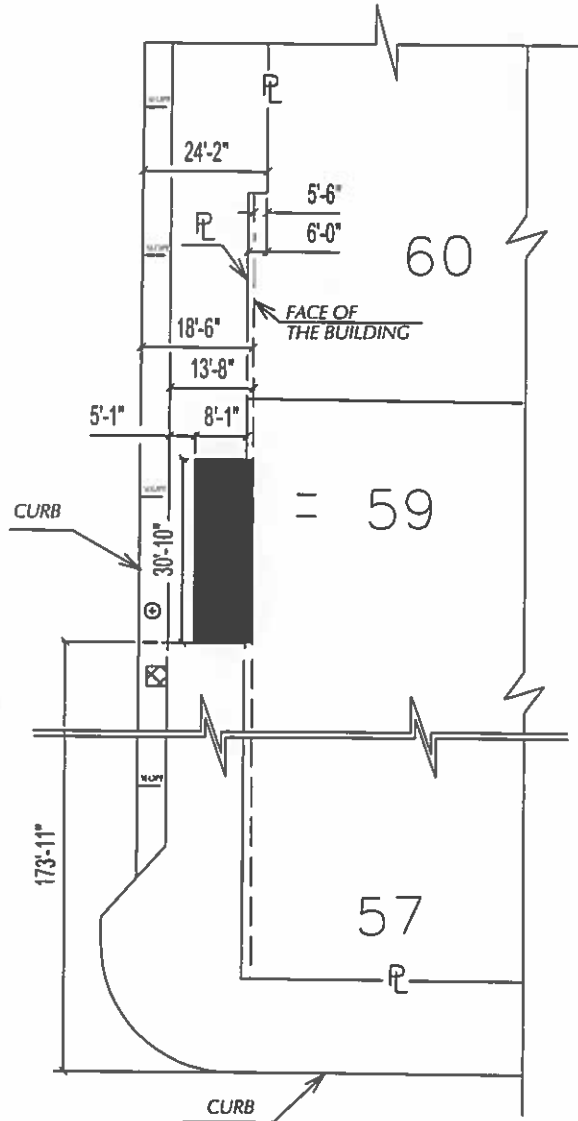 PL
24'-2"
5'-6"
PL
6'-0"
60
FACE OF
THE BUILDING
18'-6"
13'-8"
5'-1"
8'-1"
= 59
CURB
30'-10"
173'-11"
57
PL
CURB